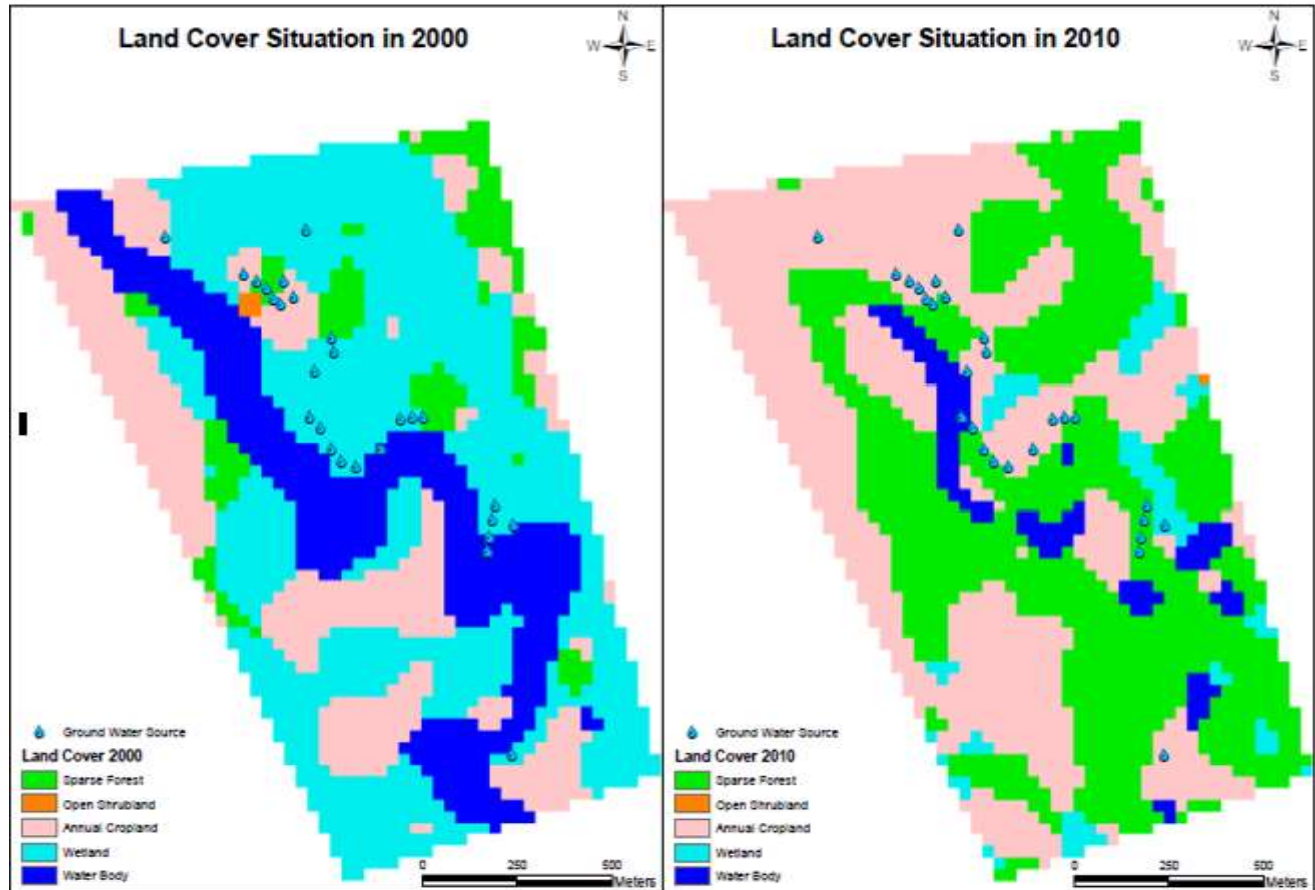 Land Cover Situation in 2000
N
W E
S
Ground Water Source
Land Cover 2000
Sparse Forest
Open Shrubland
Annual Cropland
Wetland
Water Body
0 250 500
Meters
Land Cover Situation in 2010
N
W E
S
Ground Water Source
Land Cover 2010
Sparse Forest
Open Shrubland
Annual Cropland
Wetland
Water Body
0 250 500
Meters